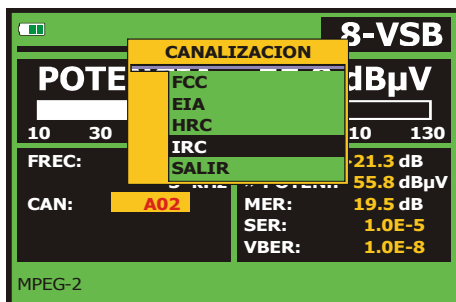 8-VSB
CANALIZACION
POTE dBµV
FCC
EIA
HRC
IRC
SALIR
10 30 10 130
FREC: -21.3 dB
55.8 dBµV
CAN: A02
MER: 19.5 dB
SER: 1.0E-5
VBER: 1.0E-8
MPEG-2